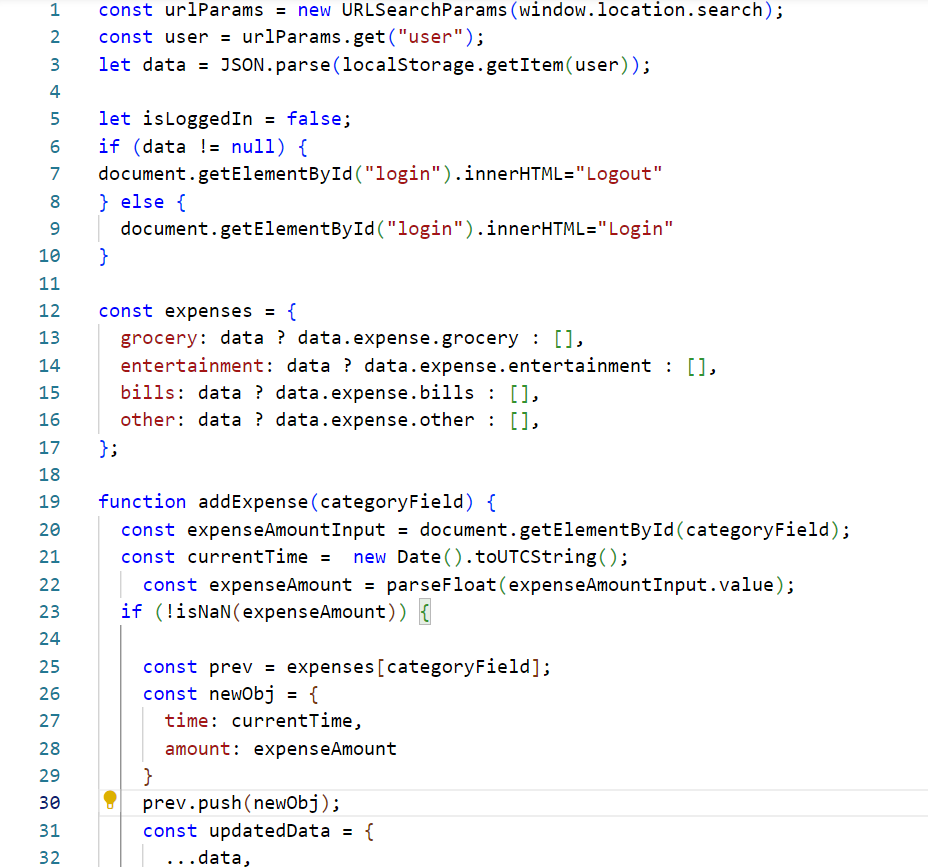 1 const urlParams = new URLSearchParams(window.location.search);
2 const user = urlParams.get("user");
3 let data = JSON.parse(localStorage.getItem(user));
4
5 let isLoggedIn = false;
6 if (data != null) {
7 document.getElementById("login").innerHTML="Logout"
8 } else {
9   document.getElementById("login").innerHTML="Login"
10 }
11
12 const expenses = {
13   grocery: data ? data.expense.grocery : [],
14   entertainment: data ? data.expense.entertainment : [],
15   bills: data ? data.expense.bills : [],
16   other: data ? data.expense.other : [],
17 };
18
19 function addExpense(categoryField) {
20   const expenseAmountInput = document.getElementById(categoryField);
21   const currentTime =  new Date().toUTCString();
22     const expenseAmount = parseFloat(expenseAmountInput.value);
23   if (!isNaN(expenseAmount)) {
24
25     const prev = expenses[categoryField];
26     const newObj = {
27       time: currentTime,
28       amount: expenseAmount
29     }
30     prev.push(newObj);
31     const updatedData = {
32       ...data,